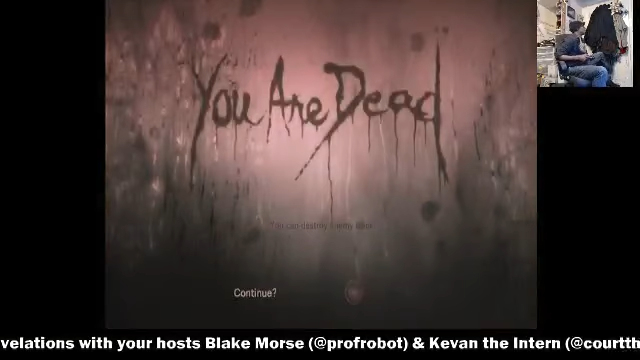 You Are Dead
Continue?
velations with your hosts Blake Morse (@profrobot) & Kevan the Intern (@courtth